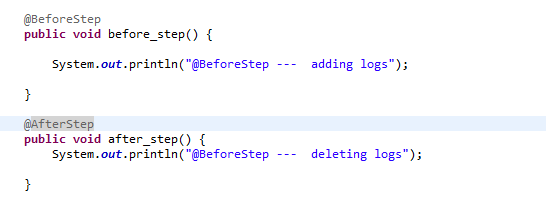 @BeforeStep
public void before_step() {
System.out.println("@BeforeStep ---  adding logs");
}
@AfterStep
public void after_step() {
System.out.println("@BeforeStep ---  deleting logs");
}